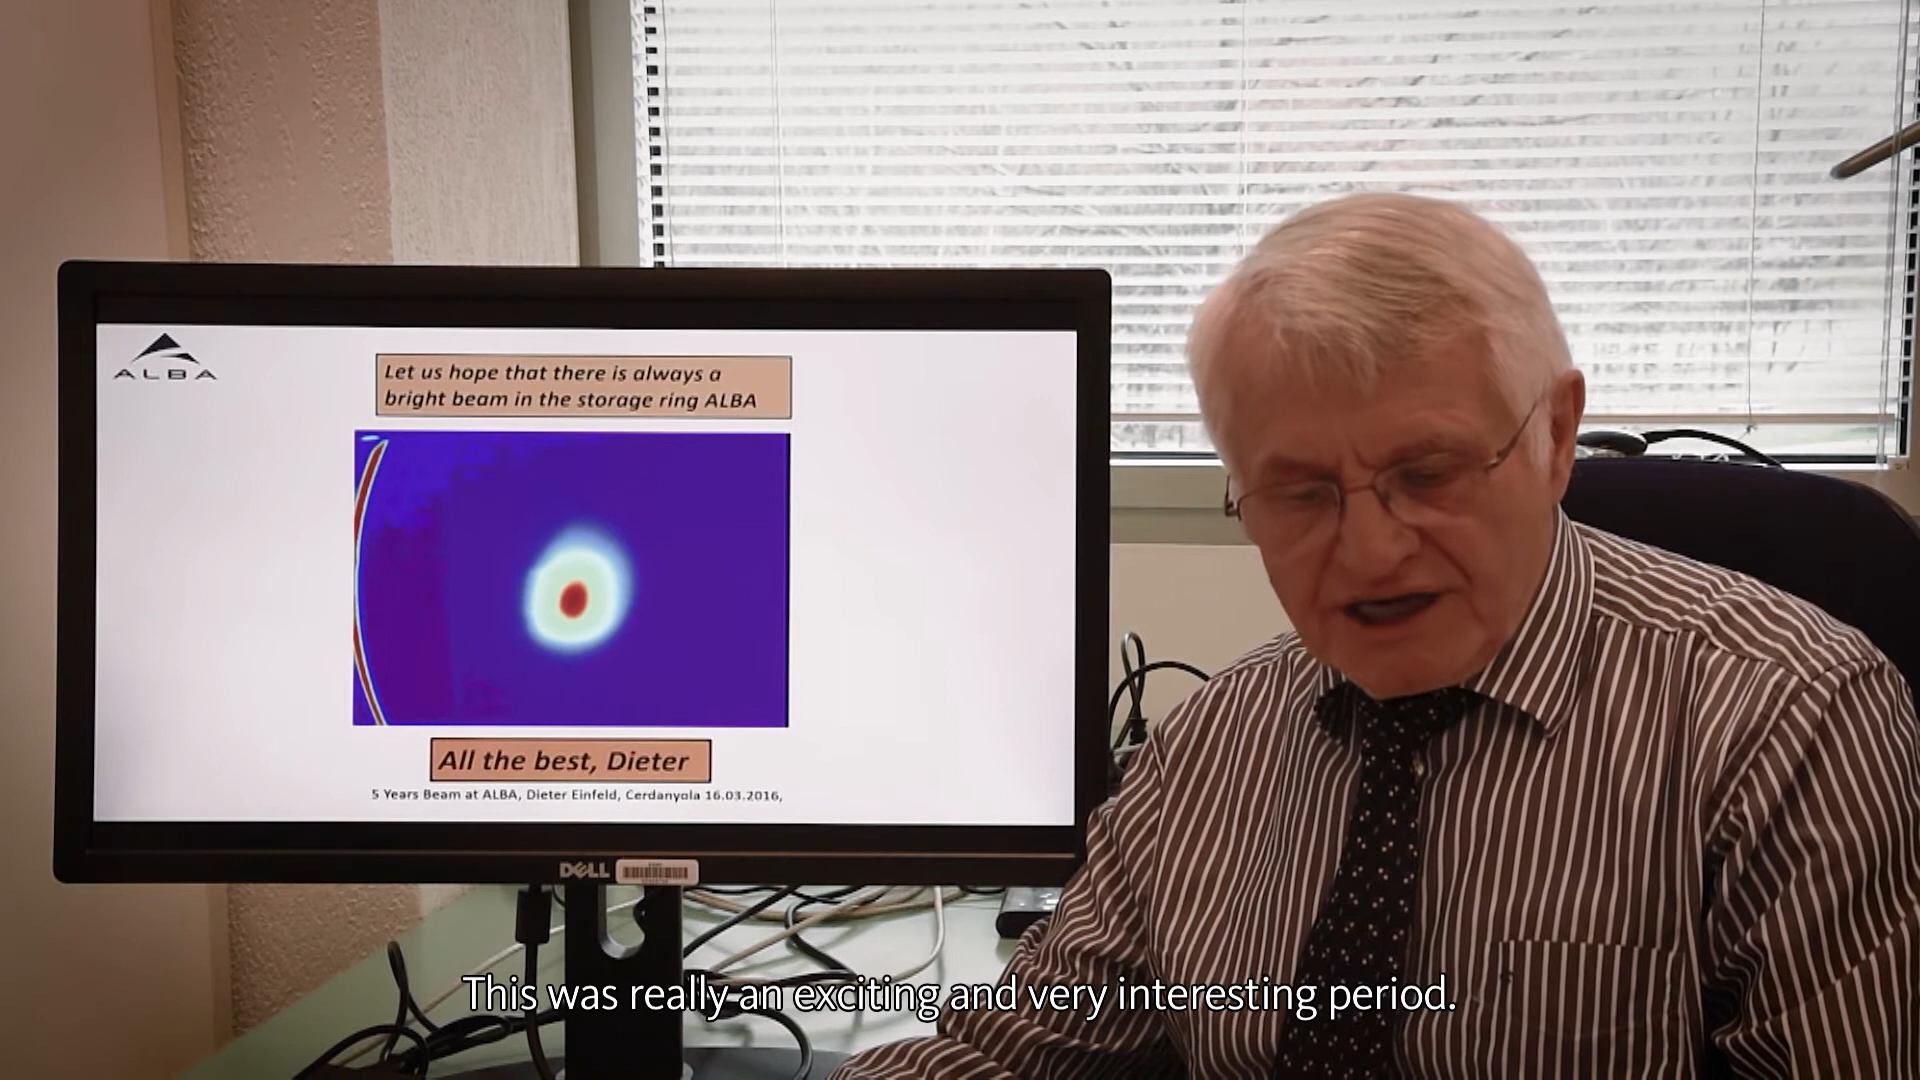 ALBA
Let us hope that there is always a
bright beam in the storage ring ALBA
All the best, Dieter
5 Years Beam at ALBA, Dieter Einfeld, Cerdanyola 16.03.2016,
DELL
This was really an exciting and very interesting period.